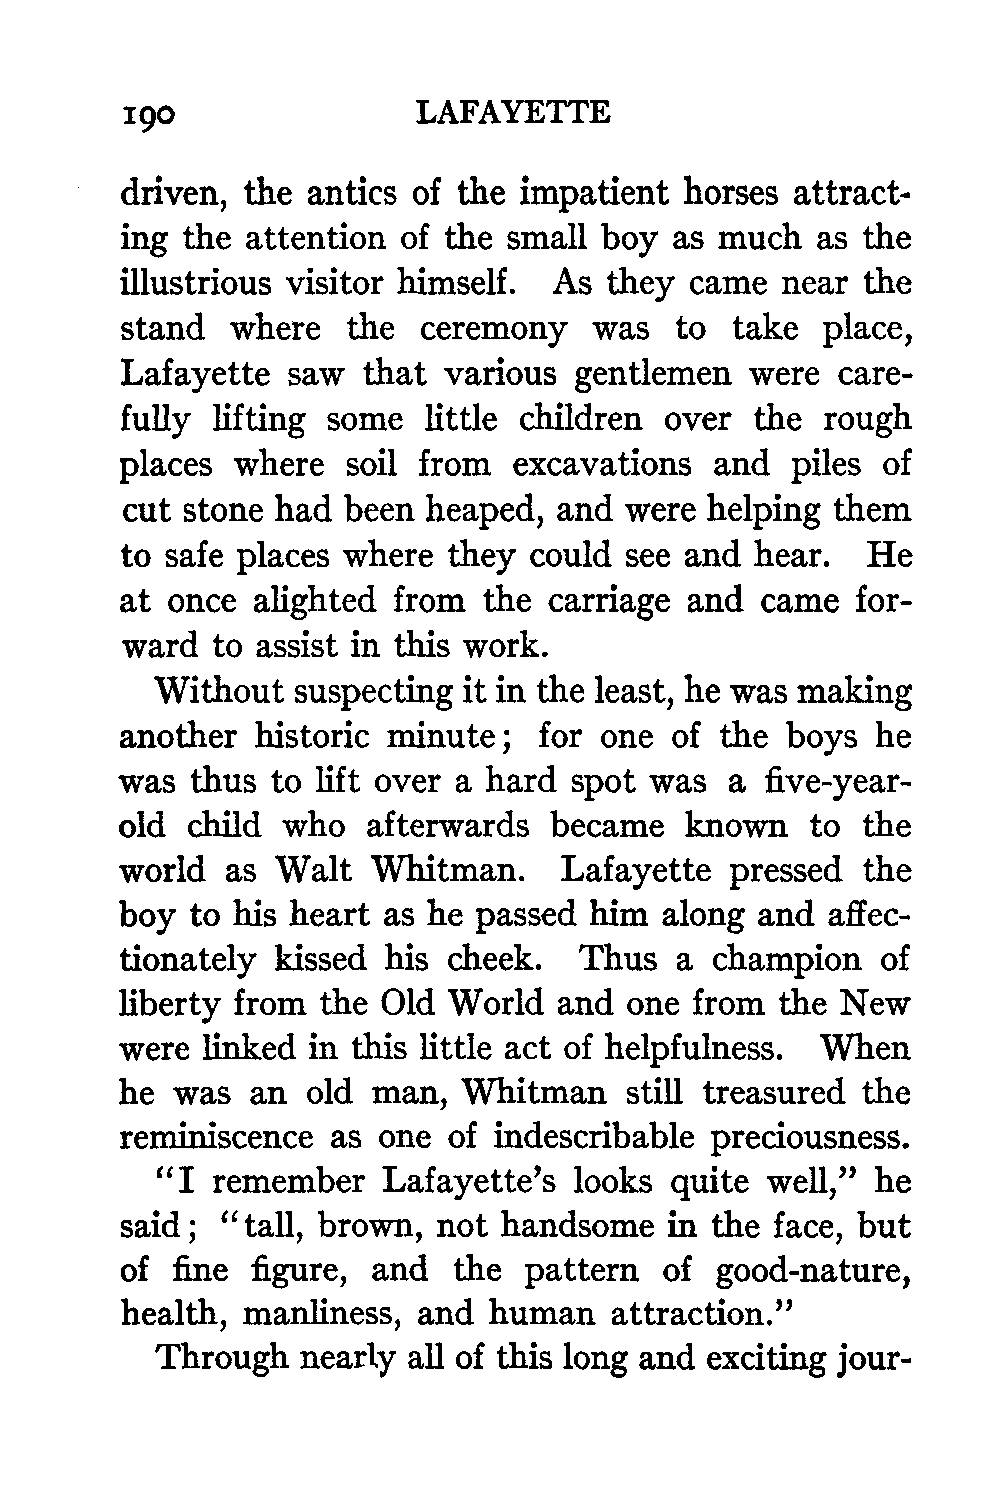 190 LAFAYETTE
driven, the antics of the impatient horses attract-
ing the attention of the small boy as much as the
illustrious visitor himself. As they came near the
stand where the ceremony was to take place,
Lafayette saw that various gentlemen were care-
fully lifting some little children over the rough
places where soil from excavations and piles of
cut stone had been heaped, and were helping them
to safe places where they could see and hear. He
at once alighted from the carriage and came for-
ward to assist in this work.
Without suspecting it in the least, he was making
another historic minute; for one of the boys he
was thus to lift over a hard spot was a five-year-
old child who afterwards became known to the
world as Walt Whitman. Lafayette pressed the
boy to his heart as he passed him along and affec-
tionately kissed his cheek. Thus a champion of
liberty from the Old World and one from the New
were linked in this little act of helpfulness. When
he was an old man, Whitman still treasured the
reminiscence as one of indescribable preciousness.
"I remember Lafayette's looks quite well," he
said; "tall, brown, not handsome in the face, but
of fine figure, and the pattern of good-nature,
health, manliness, and human attraction."
Through nearly all of this long and exciting jour-